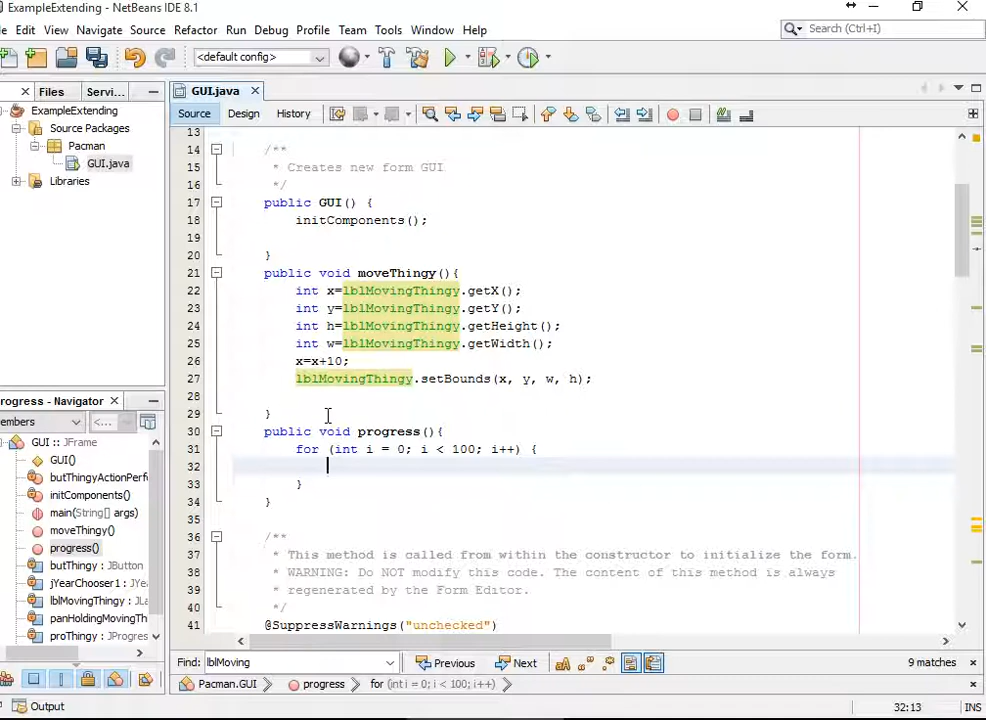 ExampleExtending - NetBeans IDE 8.1
Edit View Navigate Source Refactor Run Debug Profile Team Tools Window Help
Search (Ctrl+I)
<default config>
Files Servi...
GUI.java
ExampleExtending
Source Packages
Pacman
GUI.java
Libraries
Source Design History
13
14 /**
15 * Creates new form GUI
16 */
17 public GUI() {
18 initComponents();
19
20 }
21 public void moveThingy(){
22 int x=lblMovingThingy.getX();
23 int y=lblMovingThingy.getY();
24 int h=lblMovingThingy.getHeight();
25 int w=lblMovingThingy.getWidth();
26 x=x+10;
27 lblMovingThingy.setBounds(x, y, w, h);
28
29 }
30 public void progress(){
31 for (int i = 0; i < 100; i++) {
32
33 }
34 }
35
36 /**
37 * This method is called from within the constructor to initialize the form.
38 * WARNING: Do NOT modify this code. The content of this method is always
39 * regenerated by the Form Editor.
40 */
41 @SuppressWarnings("unchecked")
rogress - Navigator
embers
<...
GUI :: JFrame
GUI()
butThingyActionPerf
initComponents()
main(String[] args)
moveThingy()
progress()
butThingy : JButton
jYearChooser1 : JYea
lblMovingThingy : JLa
panHoldingMovingTh
proThingy : JProgres
Find: lblMoving
Previous Next
9 matches
Pacman.GUI progress for (int i = 0; i < 100; i++)
Output
32:13 INS